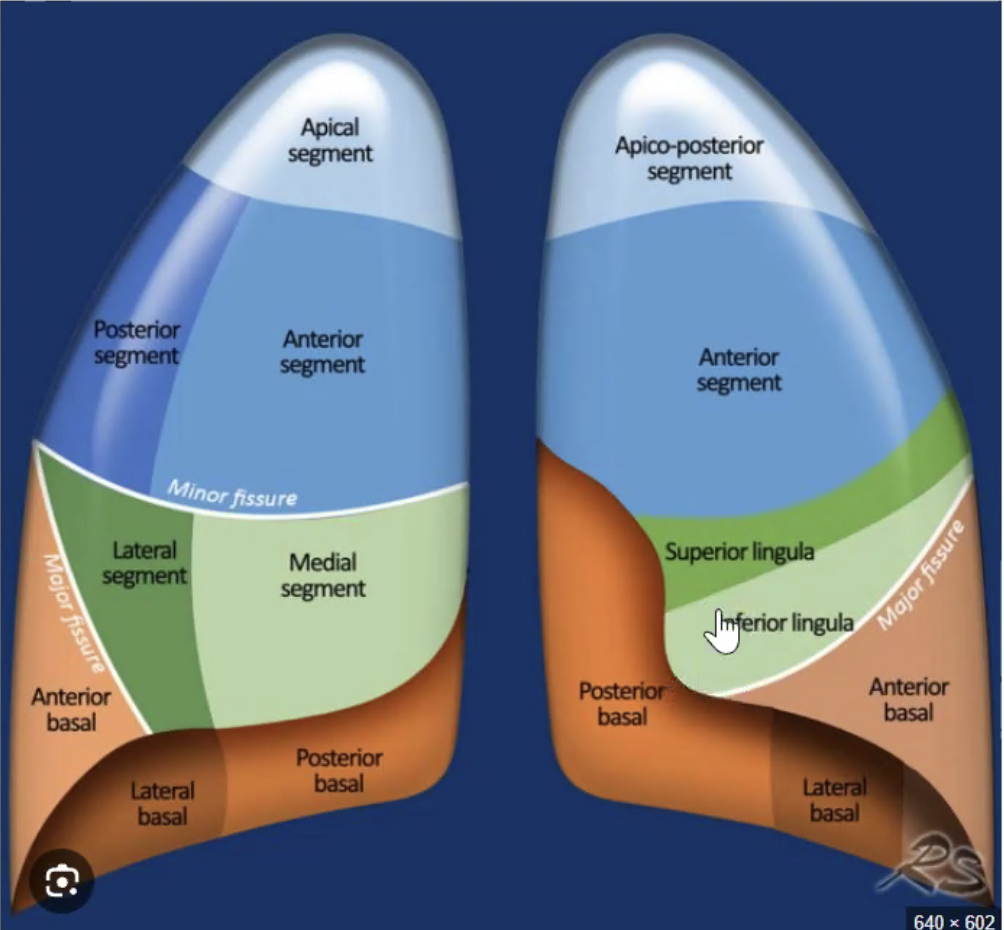 Apical
segment
Apico-posterior
segment
Posterior
segment
Anterior
segment
Anterior
segment
Minor fissure
Lateral
segment
Medial
segment
Superior lingula
Inferior lingula
Major fissure
Major fissure
Anterior
basal
Posterior
basal
Anterior
basal
Lateral
basal
Posterior
basal
Lateral
basal
RS
640 × 602